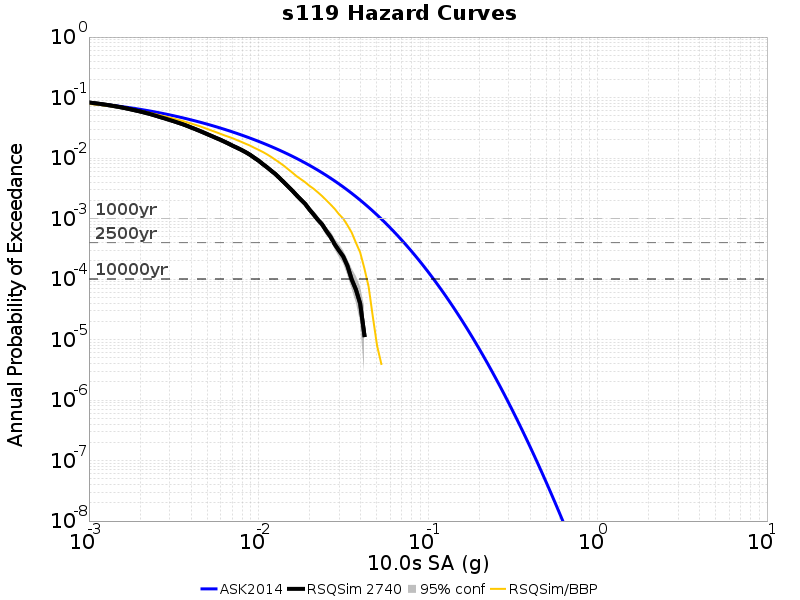 s119 Hazard Curves
Annual Probability of Exceedance
10^0
10^-1
10^-2
10^-3
10^-4
10^-5
10^-6
10^-7
10^-8
1000yr
2500yr
10000yr
10^-3 10^-2 10^-1 10^0 10^1
10.0s SA (g)
ASK2014 RSQSim 2740 95% conf RSQSim/BBP